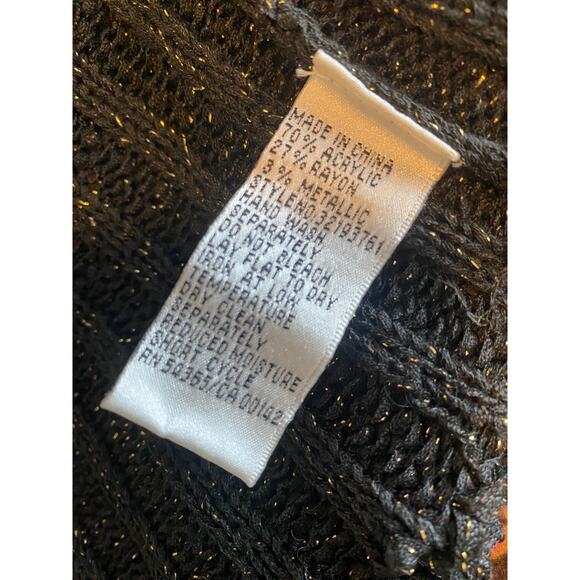 MADE IN CHINA
70% ACRYLIC
27% RAYON
3% METALLIC
STYLE NO.32193761
HAND WASH
SEPARATELY
DO NOT BLEACH
LAY FLAT TO DRY
IRON AT LOW
TEMPERATURE
DRY CLEAN
SEPARATELY
REDUCED MOISTURE
SHORT CYCLE
RN 59365/CA 00142